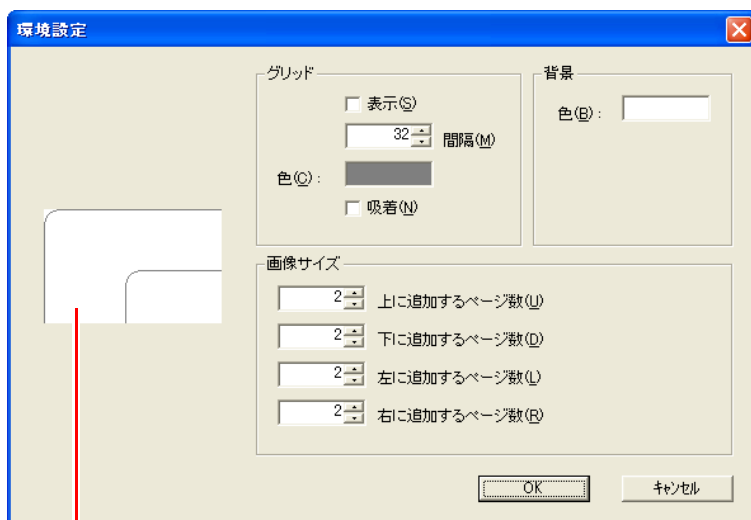 環境設定
グリッド
表示(S)
32 間隔(M)
色(C):
吸着(N)
背景
色(B):
画像サイズ
2 上に追加するページ数(U)
2 下に追加するページ数(D)
2 左に追加するページ数(L)
2 右に追加するページ数(R)
OK キャンセル